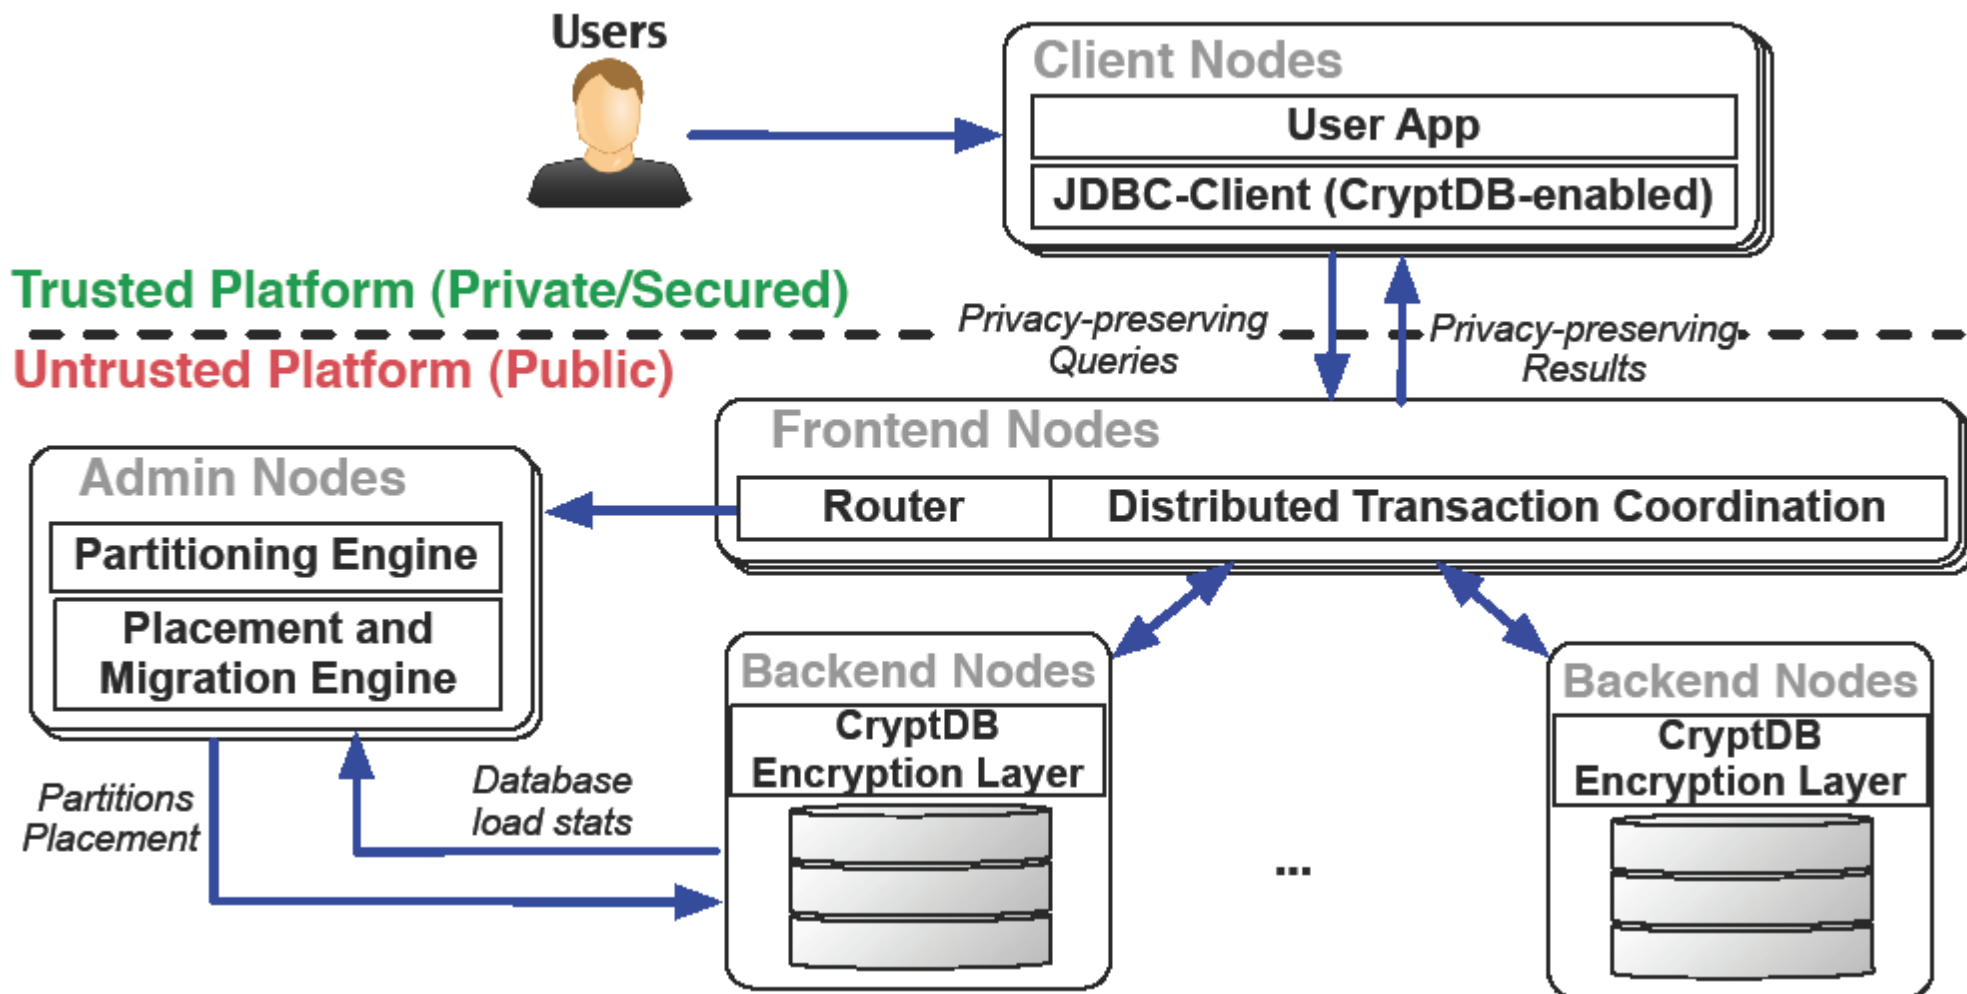 Users
Client Nodes
User App
JDBC-Client (CryptDB-enabled)
Trusted Platform (Private/Secured)
Privacy-preserving
Queries
Privacy-preserving
Results
Untrusted Platform (Public)
Frontend Nodes
Router
Distributed Transaction Coordination
Admin Nodes
Partitioning Engine
Placement and
Migration Engine
Partitions
Placement
Database
load stats
Backend Nodes
CryptDB
Encryption Layer
...
Backend Nodes
CryptDB
Encryption Layer